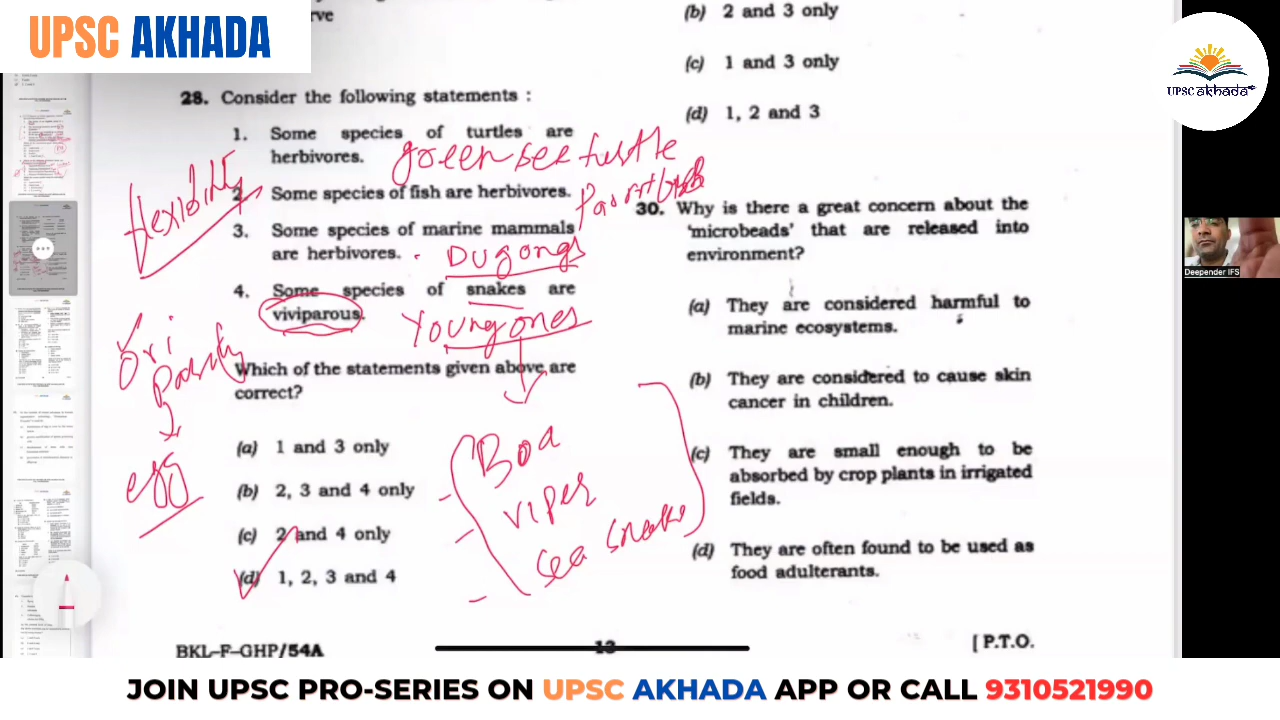 UPSC AKHADA
rve
28. Consider the following statements :
1. Some species of turtles are
herbivores.
green see turtle
flexibility
2. Some species of fish are herbivores.
3. Some species of marine mammals
are herbivores.
Dugongs
4. Some species of snakes are
viviparous.
Young ones
Which of the statements given above are
correct?
egg
(a) 1 and 3 only
(b) 2, 3 and 4 only
(c) 2 and 4 only
(d) 1, 2, 3 and 4
Boa
viper
sea snake
BKL-F-GHP/54A
13
(b) 2 and 3 only
(c) 1 and 3 only
(d) 1, 2 and 3
30. Why is there a great concern about the
'microbeads' that are released into
environment?
(a) They are considered harmful to
marine ecosystems.
(b) They are considered to cause skin
cancer in children.
(c) They are small enough to be
absorbed by crop plants in irrigated
fields.
(d) They are often found to be used as
food adulterants.
[ P.T.O.
UPSC akhada
Deepender IFS
JOIN UPSC PRO-SERIES ON UPSC AKHADA APP OR CALL 9310521990